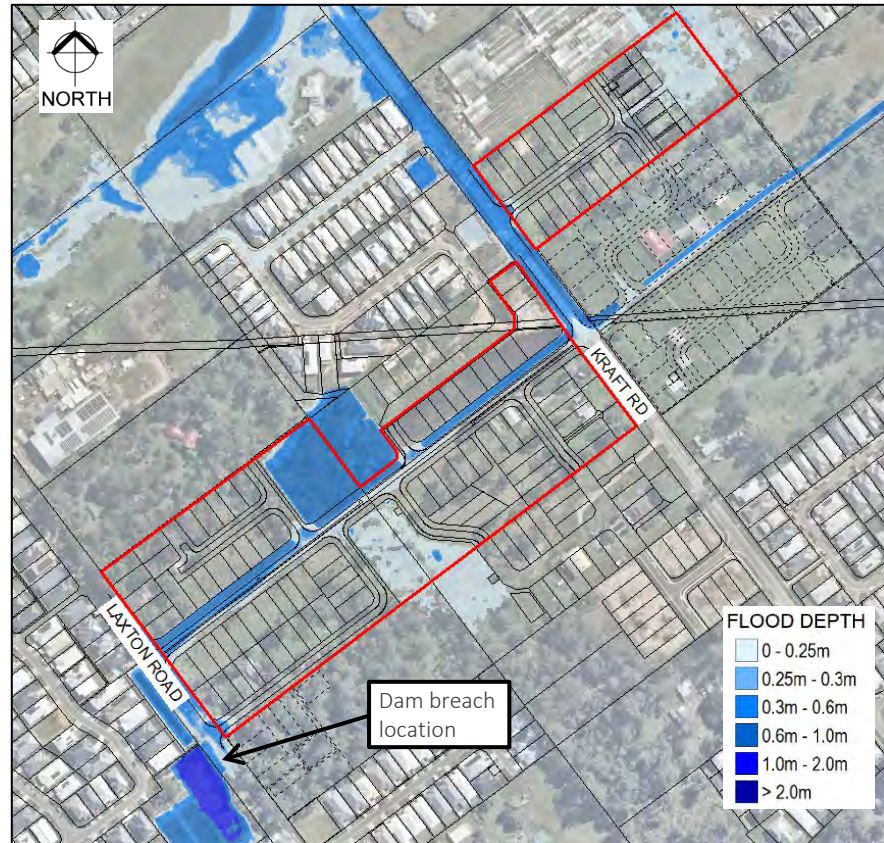 NORTH
KRAFT RD
LAXTON ROAD
Dam breach
location
FLOOD DEPTH
0 - 0.25m
0.25m - 0.3m
0.3m - 0.6m
0.6m - 1.0m
1.0m - 2.0m
> 2.0m